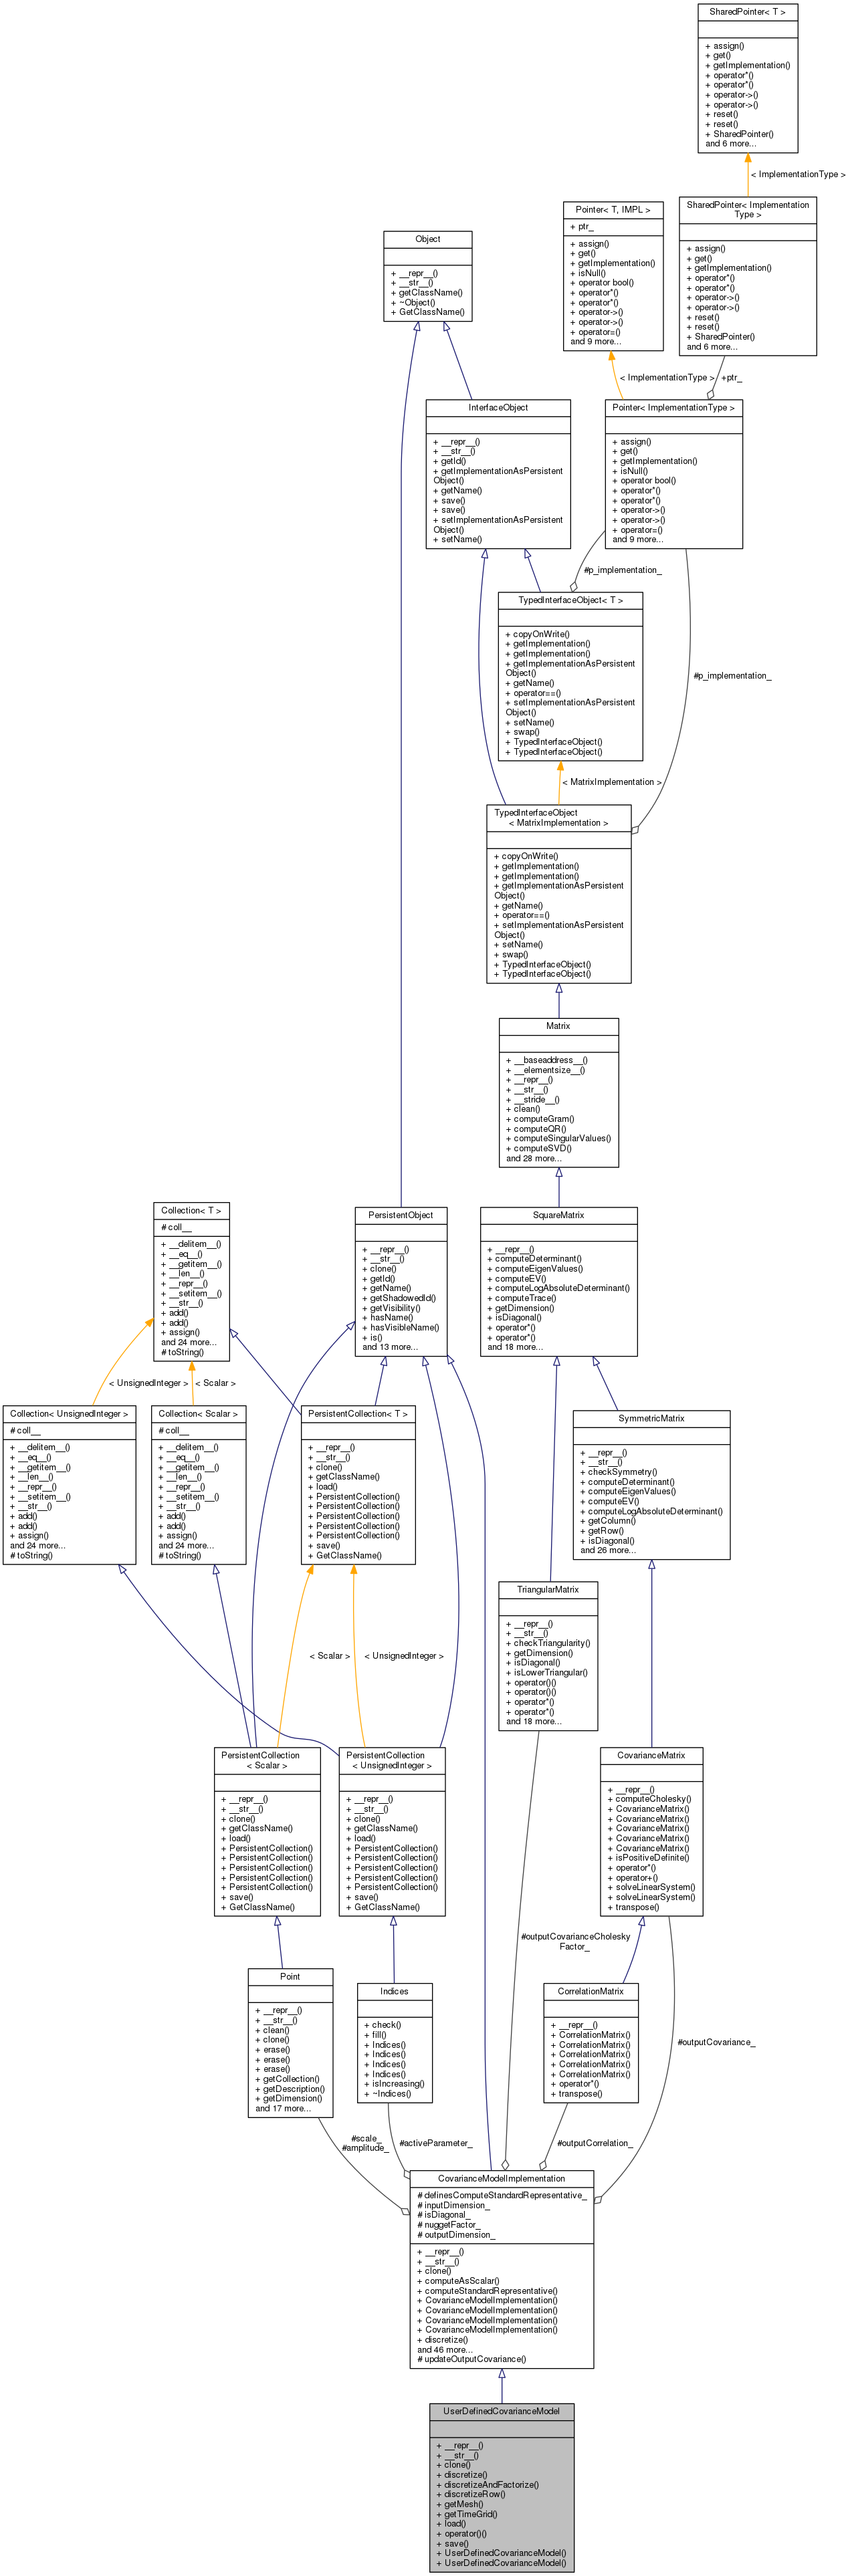 SharedPointer< T >
+ assign()
+ get()
+ getImplementation()
+ operator*()
+ operator*()
+ operator->()
+ operator->()
+ reset()
+ reset()
+ SharedPointer()
and 6 more...
< ImplementationType >
SharedPointer< Implementation
Type >
+ assign()
+ get()
+ getImplementation()
+ operator*()
+ operator*()
+ operator->()
+ operator->()
+ reset()
+ reset()
+ SharedPointer()
and 6 more...
Pointer< T, IMPL >
+ ptr_
+ assign()
+ get()
+ getImplementation()
+ isNull()
+ operator bool()
+ operator*()
+ operator*()
+ operator->()
+ operator->()
+ operator=()
and 9 more...
Object
+ __repr__()
+ __str__()
+ getClassName()
+ ~Object()
+ GetClassName()
< ImplementationType >
+ptr_
InterfaceObject
+ __repr__()
+ __str__()
+ getId()
+ getImplementationAsPersistent
Object()
+ getName()
+ save()
+ save()
+ setImplementationAsPersistent
Object()
+ setName()
Pointer< ImplementationType >
+ assign()
+ get()
+ getImplementation()
+ isNull()
+ operator bool()
+ operator*()
+ operator*()
+ operator->()
+ operator->()
+ operator=()
and 9 more...
#p_implementation_
TypedInterfaceObject< T >
+ copyOnWrite()
+ getImplementation()
+ getImplementation()
+ getImplementationAsPersistent
Object()
+ getName()
+ operator==()
+ setImplementationAsPersistent
Object()
+ setName()
+ swap()
+ TypedInterfaceObject()
+ TypedInterfaceObject()
#p_implementation_
< MatrixImplementation >
TypedInterfaceObject
< MatrixImplementation >
+ copyOnWrite()
+ getImplementation()
+ getImplementation()
+ getImplementationAsPersistent
Object()
+ getName()
+ operator==()
+ setImplementationAsPersistent
Object()
+ setName()
+ swap()
+ TypedInterfaceObject()
+ TypedInterfaceObject()
Matrix
+ __baseaddress__()
+ __elementsize__()
+ __repr__()
+ __str__()
+ __stride__()
+ clean()
+ computeGram()
+ computeQR()
+ computeSingularValues()
+ computeSVD()
and 28 more...
Collection< T >
# coll__
+ __delitem__()
+ __eq__()
+ __getitem__()
+ __len__()
+ __repr__()
+ __setitem__()
+ __str__()
+ add()
+ add()
+ assign()
and 24 more...
# toString()
PersistentObject
+ __repr__()
+ __str__()
+ clone()
+ getId()
+ getName()
+ getShadowedId()
+ getVisibility()
+ hasName()
+ hasVisibleName()
+ is()
and 13 more...
SquareMatrix
+ __repr__()
+ computeDeterminant()
+ computeEigenValues()
+ computeEV()
+ computeLogAbsoluteDeterminant()
+ computeTrace()
+ getDimension()
+ isDiagonal()
+ operator*()
+ operator*()
and 18 more...
< UnsignedInteger >
< Scalar >
Collection< UnsignedInteger >
# coll__
+ __delitem__()
+ __eq__()
+ __getitem__()
+ __len__()
+ __repr__()
+ __setitem__()
+ __str__()
+ add()
+ add()
+ assign()
and 24 more...
# toString()
Collection< Scalar >
# coll__
+ __delitem__()
+ __eq__()
+ __getitem__()
+ __len__()
+ __repr__()
+ __setitem__()
+ __str__()
+ add()
+ add()
+ assign()
and 24 more...
# toString()
PersistentCollection< T >
+ __repr__()
+ __str__()
+ clone()
+ getClassName()
+ load()
+ PersistentCollection()
+ PersistentCollection()
+ PersistentCollection()
+ PersistentCollection()
+ PersistentCollection()
+ save()
+ GetClassName()
SymmetricMatrix
+ __repr__()
+ __str__()
+ checkSymmetry()
+ computeDeterminant()
+ computeEigenValues()
+ computeEV()
+ computeLogAbsoluteDeterminant()
+ getColumn()
+ getRow()
+ isDiagonal()
and 26 more...
TriangularMatrix
+ __repr__()
+ __str__()
+ checkTriangularity()
+ getDimension()
+ isDiagonal()
+ isLowerTriangular()
+ operator()()
+ operator()()
+ operator*()
+ operator*()
and 18 more...
< Scalar >
< UnsignedInteger >
PersistentCollection
< Scalar >
+ __repr__()
+ __str__()
+ clone()
+ getClassName()
+ load()
+ PersistentCollection()
+ PersistentCollection()
+ PersistentCollection()
+ PersistentCollection()
+ PersistentCollection()
+ save()
+ GetClassName()
PersistentCollection
< UnsignedInteger >
+ __repr__()
+ __str__()
+ clone()
+ getClassName()
+ load()
+ PersistentCollection()
+ PersistentCollection()
+ PersistentCollection()
+ PersistentCollection()
+ PersistentCollection()
+ save()
+ GetClassName()
CovarianceMatrix
+ __repr__()
+ computeCholesky()
+ CovarianceMatrix()
+ CovarianceMatrix()
+ CovarianceMatrix()
+ CovarianceMatrix()
+ CovarianceMatrix()
+ isPositiveDefinite()
+ operator*()
+ operator+()
+ solveLinearSystem()
+ solveLinearSystem()
+ transpose()
#outputCovarianceCholesky
Factor_
Point
+ __repr__()
+ __str__()
+ clean()
+ clone()
+ erase()
+ erase()
+ erase()
+ getCollection()
+ getDescription()
+ getDimension()
and 17 more...
Indices
+ check()
+ fill()
+ Indices()
+ Indices()
+ Indices()
+ Indices()
+ isIncreasing()
+ ~Indices()
CorrelationMatrix
+ __repr__()
+ CorrelationMatrix()
+ CorrelationMatrix()
+ CorrelationMatrix()
+ CorrelationMatrix()
+ CorrelationMatrix()
+ operator*()
+ transpose()
#outputCovariance_
#scale_
#amplitude_
#activeParameter_
#outputCorrelation_
CovarianceModelImplementation
# definesComputeStandardRepresentative_
# inputDimension_
# isDiagonal_
# nuggetFactor_
# outputDimension_
+ __repr__()
+ __str__()
+ clone()
+ computeAsScalar()
+ computeStandardRepresentative()
+ CovarianceModelImplementation()
+ CovarianceModelImplementation()
+ CovarianceModelImplementation()
+ CovarianceModelImplementation()
+ discretize()
and 46 more...
# updateOutputCovariance()
UserDefinedCovarianceModel
+ __repr__()
+ __str__()
+ clone()
+ discretize()
+ discretizeAndFactorize()
+ discretizeRow()
+ getMesh()
+ getTimeGrid()
+ load()
+ operator()()
+ save()
+ UserDefinedCovarianceModel()
+ UserDefinedCovarianceModel()